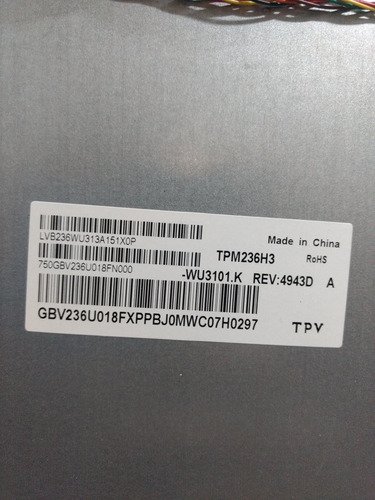 LVB236WU313A151X0P
Made in China
TPM236H3
RoHS
750GBV236U018FN000
-WU3101.K REV:4943D A
GBV236U018FXPPBJ0MWC07H0297
TPV